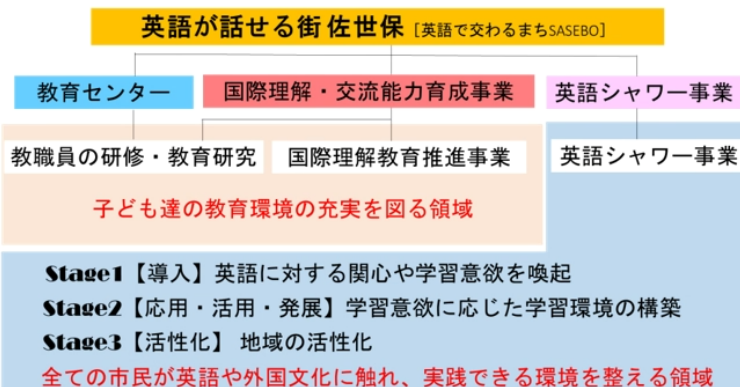 英語が話せる街 佐世保 [英語で交わるまちSASEBO]
教育センター
国際理解・交流能力育成事業
英語シャワー事業
教職員の研修・教育研究
国際理解教育推進事業
英語シャワー事業
子ども達の教育環境の充実を図る領域
Stage1【導入】英語に対する関心や学習意欲を喚起
Stage2【応用・活用・発展】学習意欲に応じた学習環境の構築
Stage3【活性化】 地域の活性化
全ての市民が英語や外国文化に触れ、実践できる環境を整える領域